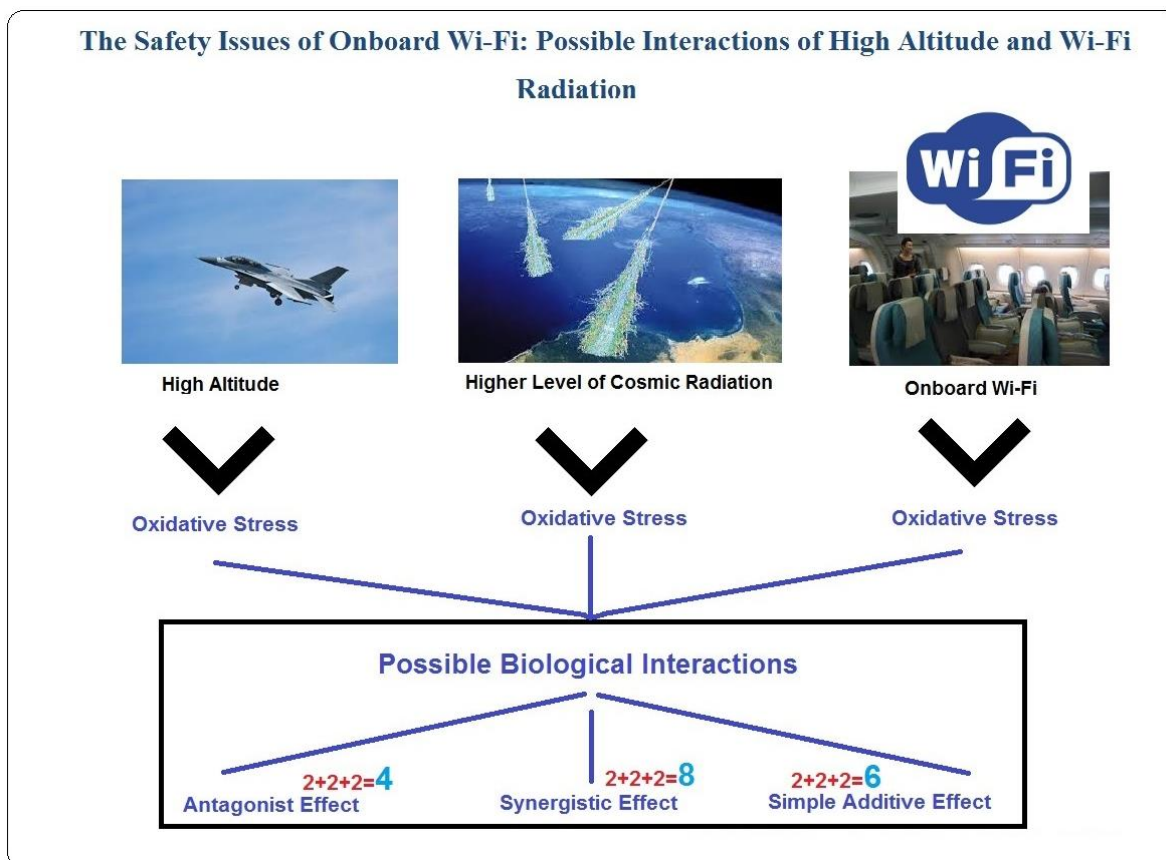 The Safety Issues of Onboard Wi-Fi: Possible Interactions of High Altitude and Wi-Fi
Radiation
Wi Fi
High Altitude
Higher Level of Cosmic Radiation
Onboard Wi-Fi
Oxidative Stress
Oxidative Stress
Oxidative Stress
Possible Biological Interactions
2+2+2=4
Antagonist Effect
2+2+2=8
Synergistic Effect
2+2+2=6
Simple Additive Effect